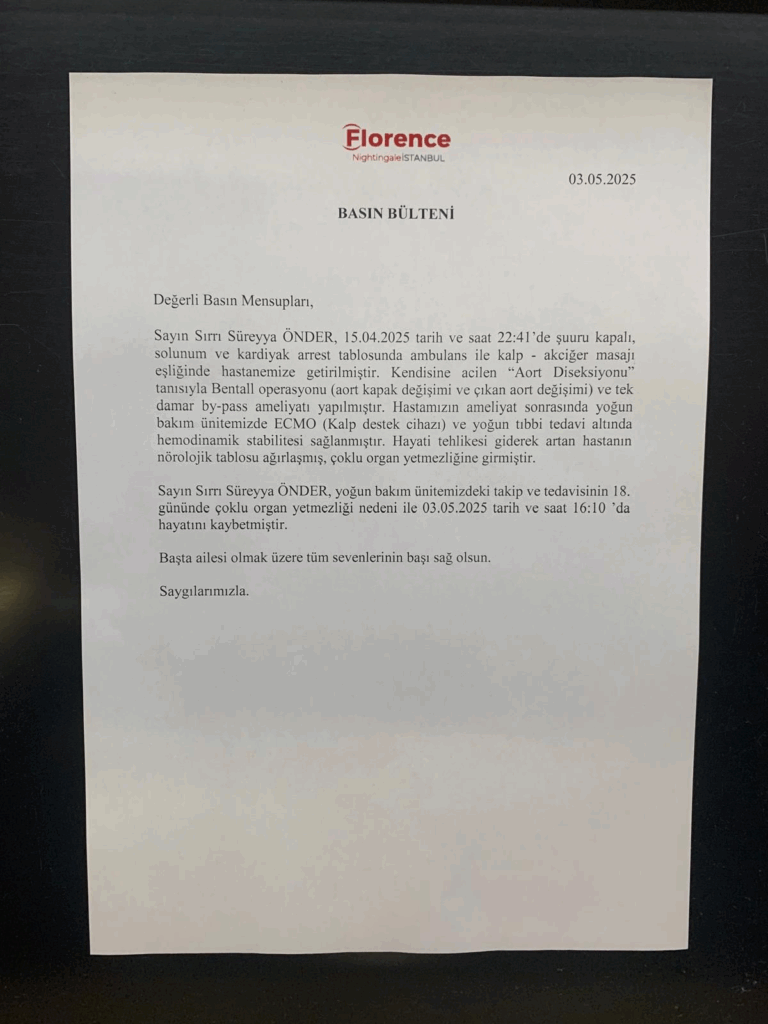 Florence
Nightingale İSTANBUL
03.05.2025
BASIN BÜLTENİ
Değerli Basın Mensupları,
Sayın Sırrı Süreyya ÖNDER, 15.04.2025 tarih ve saat 22:41’de şuuru kapalı,
solunum ve kardiyak arrest tablosunda ambulans ile kalp - akciğer masajı
eşliğinde hastanemize getirilmiştir. Kendisine acilen “Aort Diseksiyonu”
tanısıyla Bentall operasyonu (aort kapak değişimi ve çıkan aort değişimi) ve tek
damar by-pass ameliyatı yapılmıştır. Hastamızın ameliyat sonrasında yoğun
bakım ünitemizde ECMO (Kalp destek cihazı) ve yoğun tıbbi tedavi altında
hemodinamik stabilitesi sağlanmıştır. Hayati tehlikesi giderek artan hastanın
nörolojik tablosu ağırlaşmış, çoklu organ yetmezliğine girmiştir.
Sayın Sırrı Süreyya ÖNDER, yoğun bakım ünitemizdeki takip ve tedavisinin 18.
gününde çoklu organ yetmezliği nedeni ile 03.05.2025 tarih ve saat 16:10 ’da
hayatını kaybetmiştir.
Başta ailesi olmak üzere tüm sevenlerinin başı sağ olsun.
Saygılarımızla.